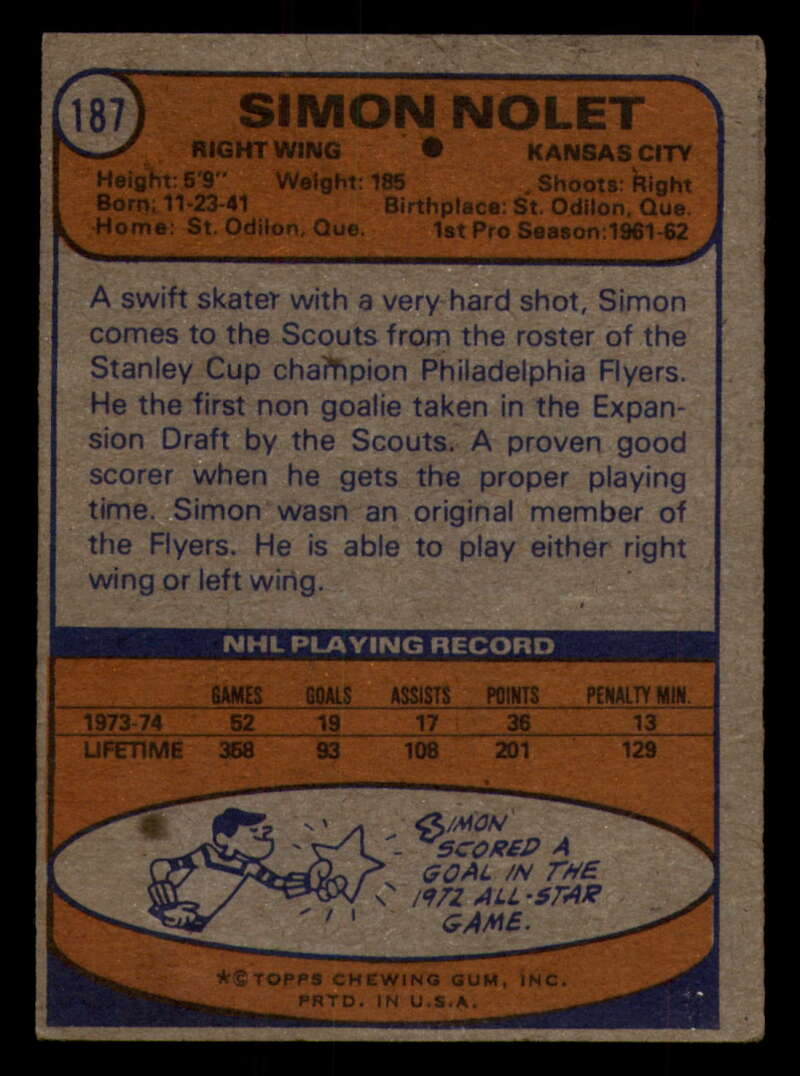 187
SIMON NOLET
RIGHT WING ● KANSAS CITY
Height: 5'9" Weight: 185 Shoots: Right
Born: 11-23-41 Birthplace: St. Odilon, Que.
Home: St. Odilon, Que. 1st Pro Season: 1961-62
A swift skater with a very hard shot, Simon
comes to the Scouts from the roster of the
Stanley Cup champion Philadelphia Flyers.
He the first non goalie taken in the Expan-
sion Draft by the Scouts. A proven good
scorer when he gets the proper playing
time. Simon wasn an original member of
the Flyers. He is able to play either right
wing or left wing.
NHL PLAYING RECORD
GAMES GOALS ASSISTS POINTS PENALTY MIN.
1973-74 52 19 17 36 13
LIFETIME 358 93 108 201 129
SIMON
SCORED A
GOAL IN THE
1972 ALL-STAR
GAME.
*© TOPPS CHEWING GUM, INC.
PRTD. IN U.S.A.